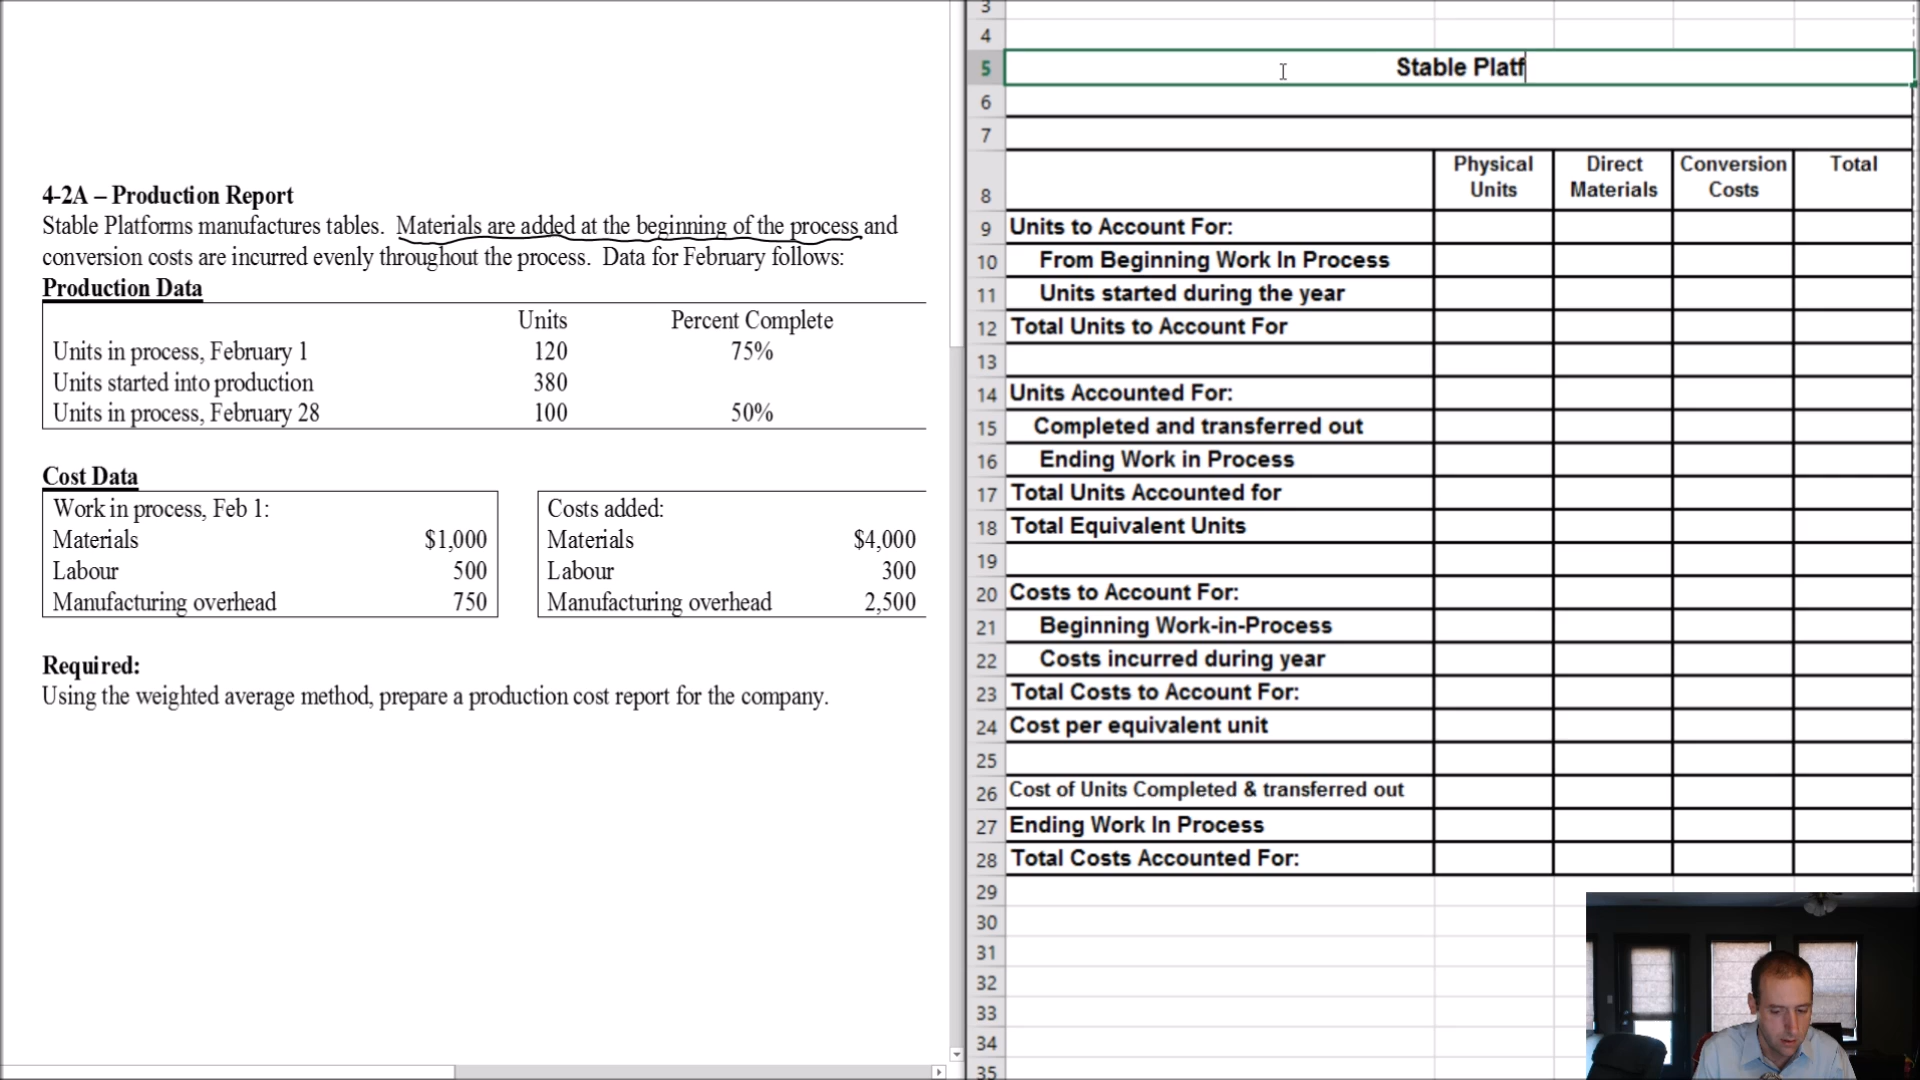 4-2A – Production Report
Stable Platforms manufactures tables. Materials are added at the beginning of the process and
conversion costs are incurred evenly throughout the process. Data for February follows:
Production Data
Units Percent Complete
Units in process, February 1 120 75%
Units started into production 380
Units in process, February 28 100 50%
Cost Data
Work in process, Feb 1:
Materials $1,000
Labour 500
Manufacturing overhead 750
Costs added:
Materials $4,000
Labour 300
Manufacturing overhead 2,500
Required:
Using the weighted average method, prepare a production cost report for the company.
3
4
5 Stable Platf
6
7
8 Physical Units Direct Materials Conversion Costs Total
9 Units to Account For:
10 From Beginning Work In Process
11 Units started during the year
12 Total Units to Account For
13
14 Units Accounted For:
15 Completed and transferred out
16 Ending Work in Process
17 Total Units Accounted for
18 Total Equivalent Units
19
20 Costs to Account For:
21 Beginning Work-in-Process
22 Costs incurred during year
23 Total Costs to Account For:
24 Cost per equivalent unit
25
26 Cost of Units Completed & transferred out
27 Ending Work In Process
28 Total Costs Accounted For:
29
30
31
32
33
34
35